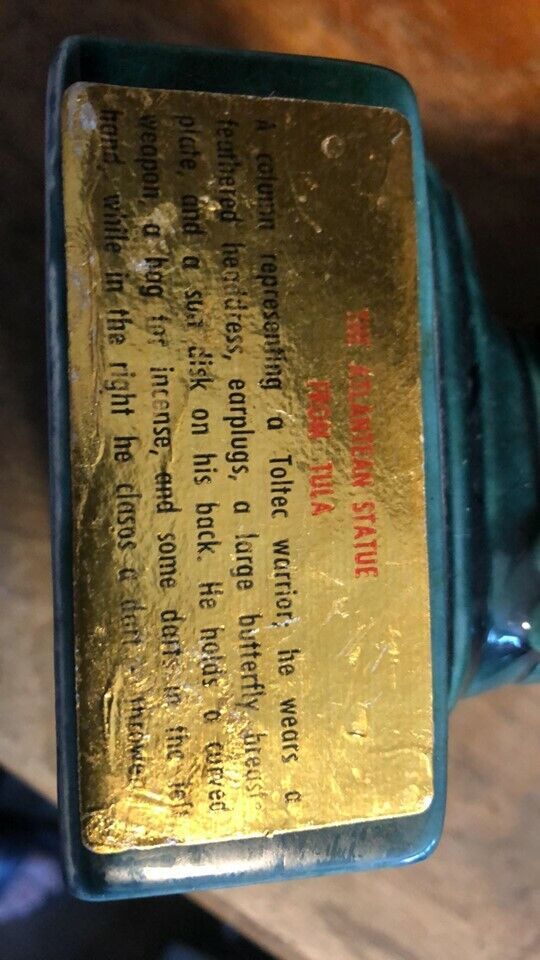 THE ATLANTEAN STATUE
FROM TULA
A column representing a Toltec warrior; he wears a
feathered headdress, earplugs, a large butterfly breast-
plate, and a sun disk on his back. He holds a curved
weapon, a bag for incense, and some darts in the left
hand, while in the right he clasos a dart thrower